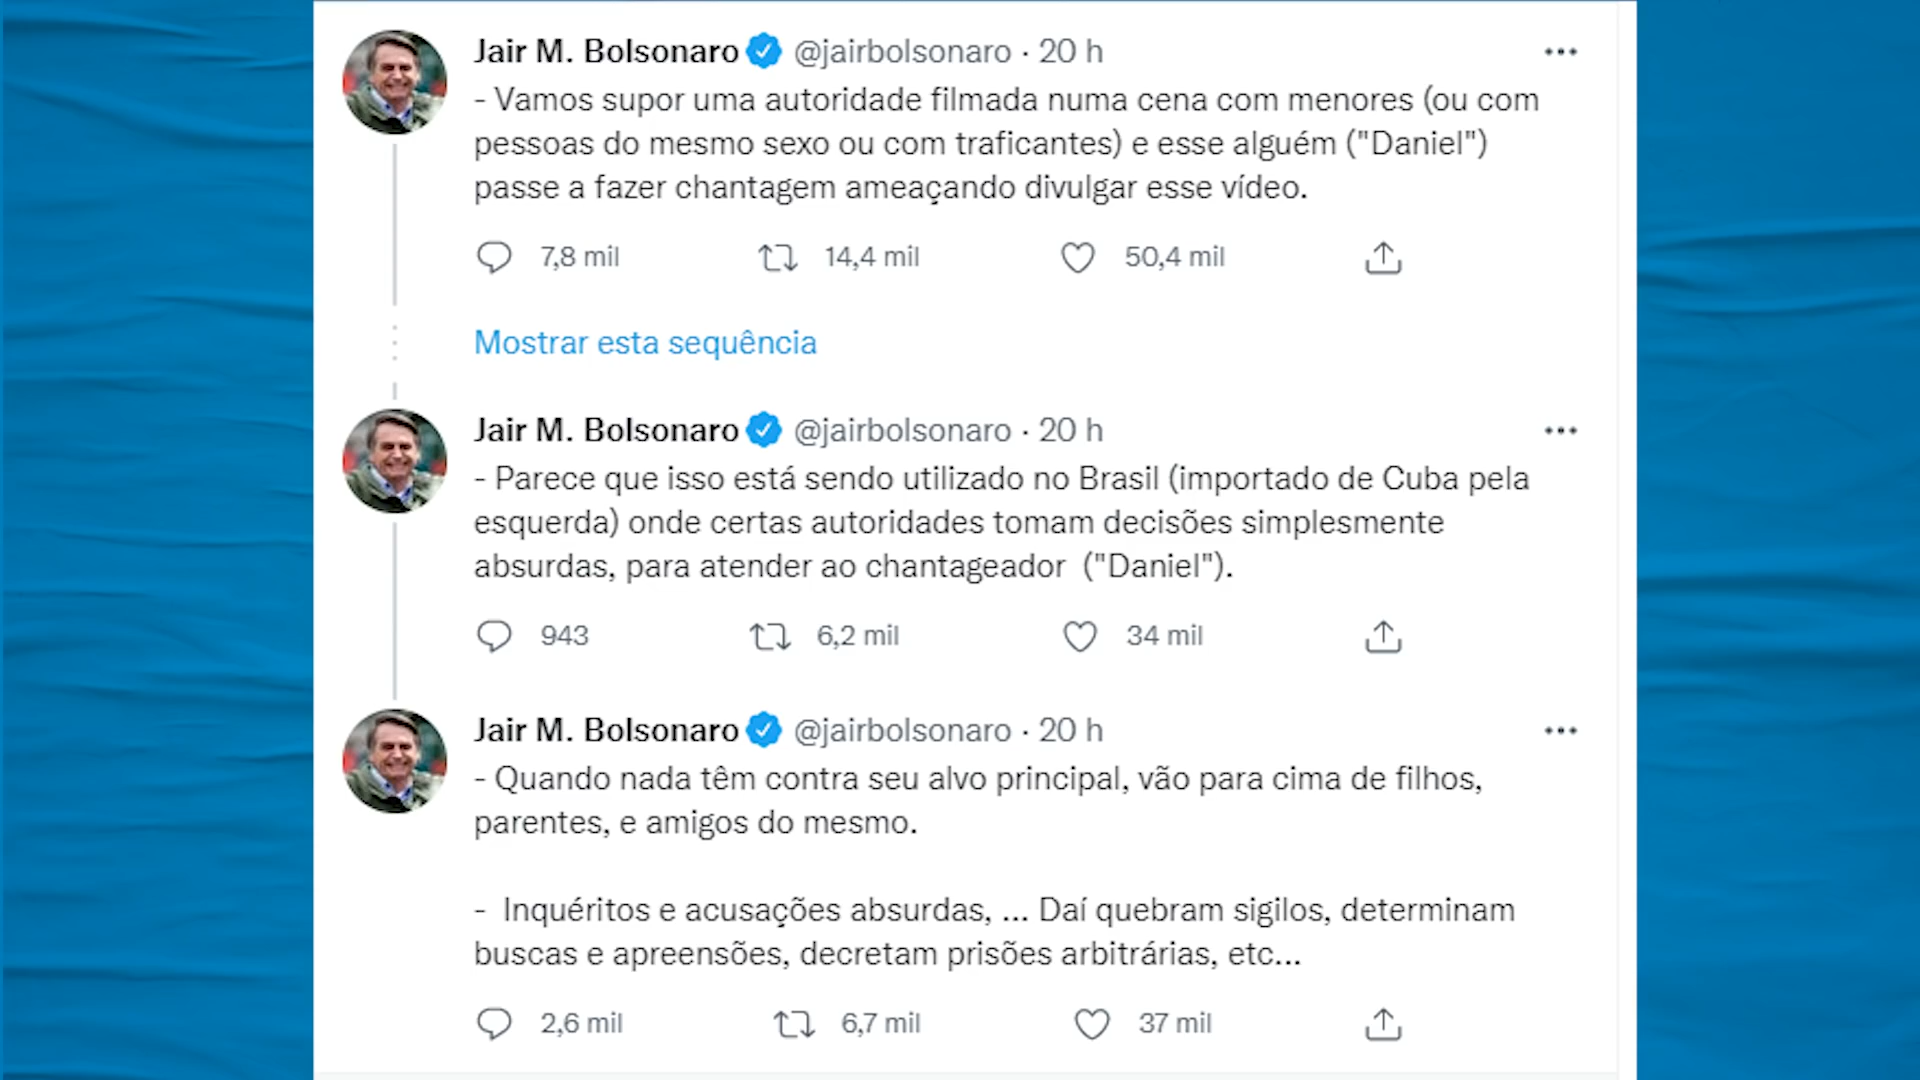 Jair M. Bolsonaro @jairbolsonaro · 20 h
- Vamos supor uma autoridade filmada numa cena com menores (ou com
pessoas do mesmo sexo ou com traficantes) e esse alguém ("Daniel")
passe a fazer chantagem ameaçando divulgar esse vídeo.
7,8 mil 14,4 mil 50,4 mil
Mostrar esta sequência
Jair M. Bolsonaro @jairbolsonaro · 20 h
- Parece que isso está sendo utilizado no Brasil (importado de Cuba pela
esquerda) onde certas autoridades tomam decisões simplesmente
absurdas, para atender ao chantageador ("Daniel").
943 6,2 mil 34 mil
Jair M. Bolsonaro @jairbolsonaro · 20 h
- Quando nada têm contra seu alvo principal, vão para cima de filhos,
parentes, e amigos do mesmo.
- Inquéritos e acusações absurdas, ... Daí quebram sigilos, determinam
buscas e apreensões, decretam prisões arbitrárias, etc...
2,6 mil 6,7 mil 37 mil